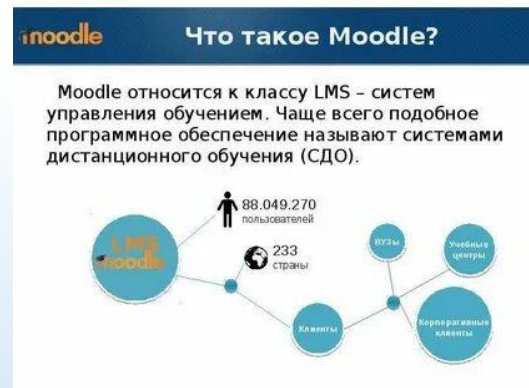 moodle
Что такое Moodle?
Moodle относится к классу LMS – систем
управления обучением. Чаще всего подобное
программное обеспечение называют системами
дистанционного обучения (СДО).
88.049.270
пользователей
LMS
moodle
233
страны
ВУЗы
Учебные
центры
Клиенты
Корпоративные
клиенты